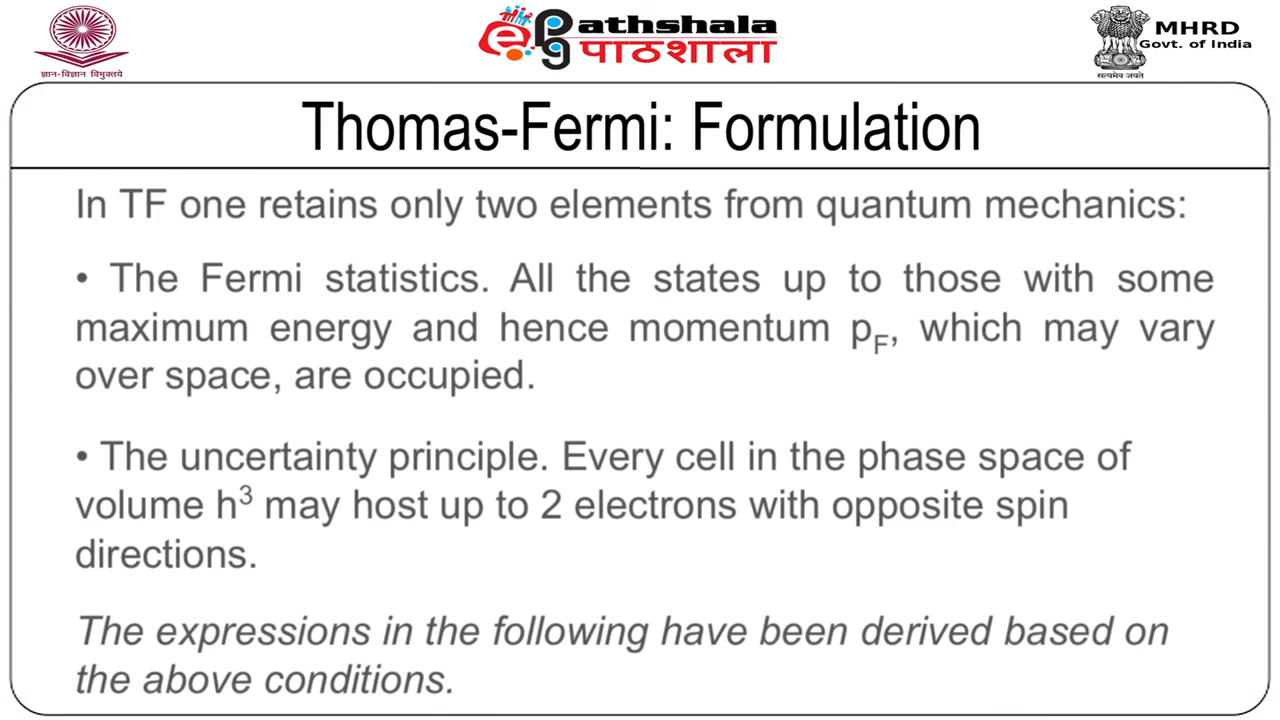 ज्ञान-विज्ञान विमुक्तये
epg Pathshala
पाठशाला
MHRD
Govt. of India
सत्यमेव जयते
Thomas-Fermi: Formulation
In TF one retains only two elements from quantum mechanics:
• The Fermi statistics. All the states up to those with some
maximum energy and hence momentum p_F, which may vary
over space, are occupied.
• The uncertainty principle. Every cell in the phase space of
volume h³ may host up to 2 electrons with opposite spin
directions.
The expressions in the following have been derived based on
the above conditions.